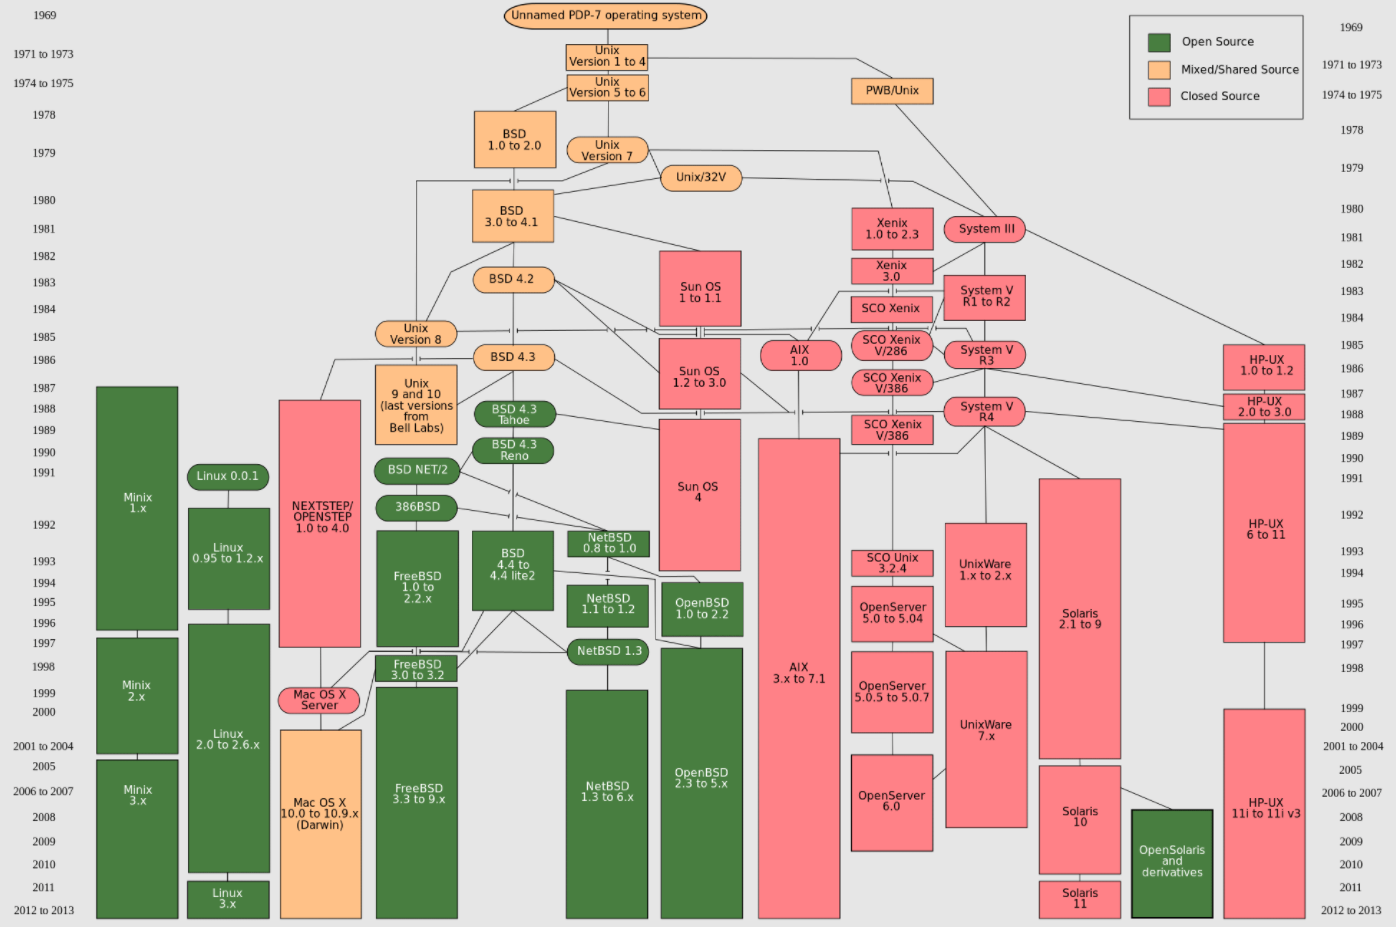 1969
1971 to 1973
1974 to 1975
1978
1979
1980
1981
1982
1983
1984
1985
1986
1987
1988
1989
1990
1991
1992
1993
1994
1995
1996
1997
1998
1999
2000
2001 to 2004
2005
2006 to 2007
2008
2009
2010
2011
2012 to 2013
Unnamed PDP-7 operating system
Unix
Version 1 to 4
Unix
Version 5 to 6
PWB/Unix
BSD
1.0 to 2.0
Unix
Version 7
Unix/32V
BSD
3.0 to 4.1
Xenix
1.0 to 2.3
System III
Xenix
3.0
BSD 4.2
Sun OS
1 to 1.1
System V
R1 to R2
SCO Xenix
Unix
Version 8
SCO Xenix
V/286
AIX
1.0
System V
R3
HP-UX
1.0 to 1.2
BSD 4.3
Sun OS
1.2 to 3.0
SCO Xenix
V/386
Unix
9 and 10
(last versions
from
Bell Labs)
HP-UX
2.0 to 3.0
BSD 4.3
Tahoe
System V
R4
SCO Xenix
V/386
BSD 4.3
Reno
BSD NET/2
Linux 0.0.1
Sun OS
4
Minix
1.x
386BSD
NEXTSTEP/
OPENSTEP
1.0 to 4.0
HP-UX
6 to 11
Linux
0.95 to 1.2.x
NetBSD
0.8 to 1.0
BSD
4.4 to
4.4 lite2
SCO Unix
3.2.4
UnixWare
1.x to 2.x
FreeBSD
1.0 to
2.2.x
NetBSD
1.1 to 1.2
OpenBSD
1.0 to 2.2
OpenServer
5.0 to 5.04
Solaris
2.1 to 9
NetBSD 1.3
FreeBSD
3.0 to 3.2
AIX
3.x to 7.1
Minix
2.x
Mac OS X
Server
OpenServer
5.0.5 to 5.0.7
UnixWare
7.x
Linux
2.0 to 2.6.x
OpenBSD
2.3 to 5.x
Minix
3.x
FreeBSD
3.3 to 9.x
NetBSD
1.3 to 6.x
OpenServer
6.0
Mac OS X
10.0 to 10.9.x
(Darwin)
Solaris
10
HP-UX
11i to 11i v3
OpenSolaris
and
derivatives
Linux
3.x
Solaris
11
Open Source
Mixed/Shared Source
Closed Source
1969
1971 to 1973
1974 to 1975
1978
1979
1980
1981
1982
1983
1984
1985
1986
1987
1988
1989
1990
1991
1992
1993
1994
1995
1996
1997
1998
1999
2000
2001 to 2004
2005
2006 to 2007
2008
2009
2010
2011
2012 to 2013